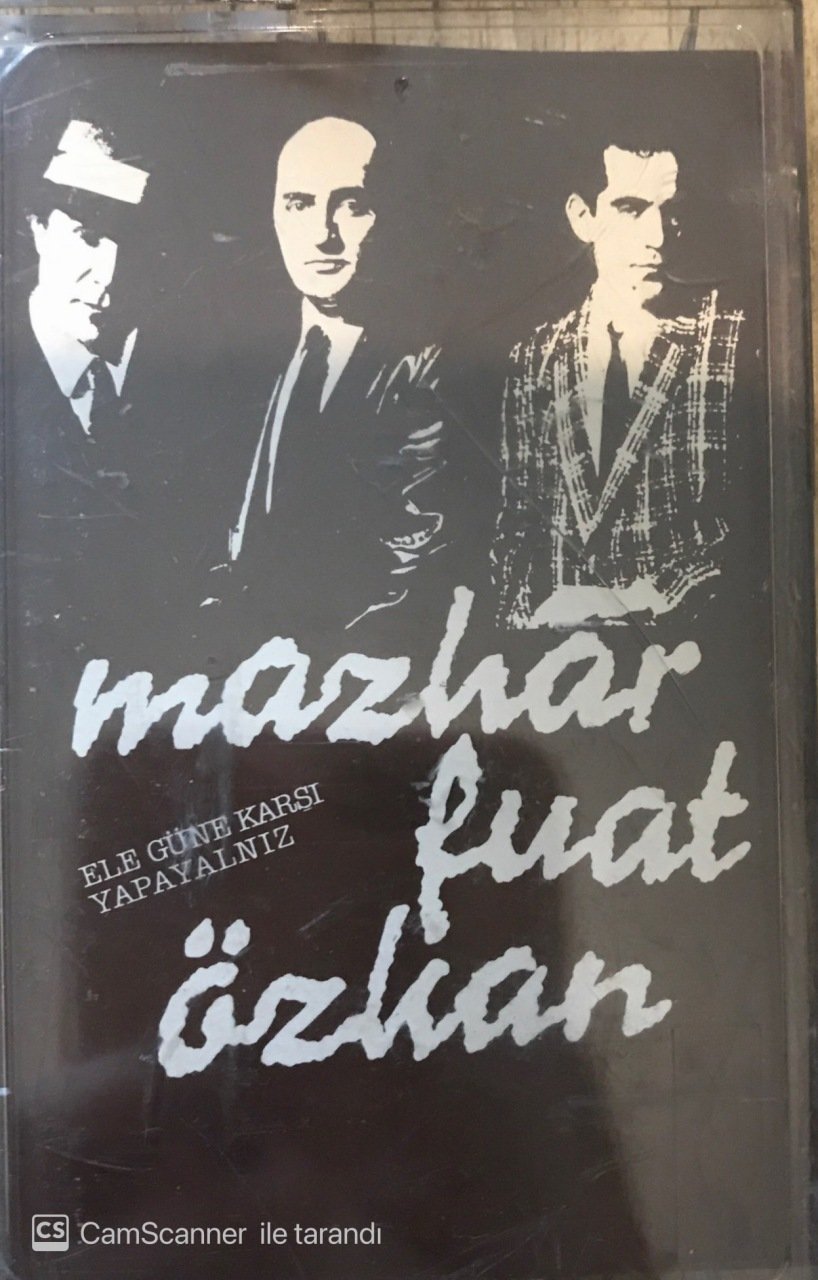 mazhar
fuat
ELE GÜNE KARŞI
YAPAYALNIZ
özkan
CS CamScanner ile tarandı